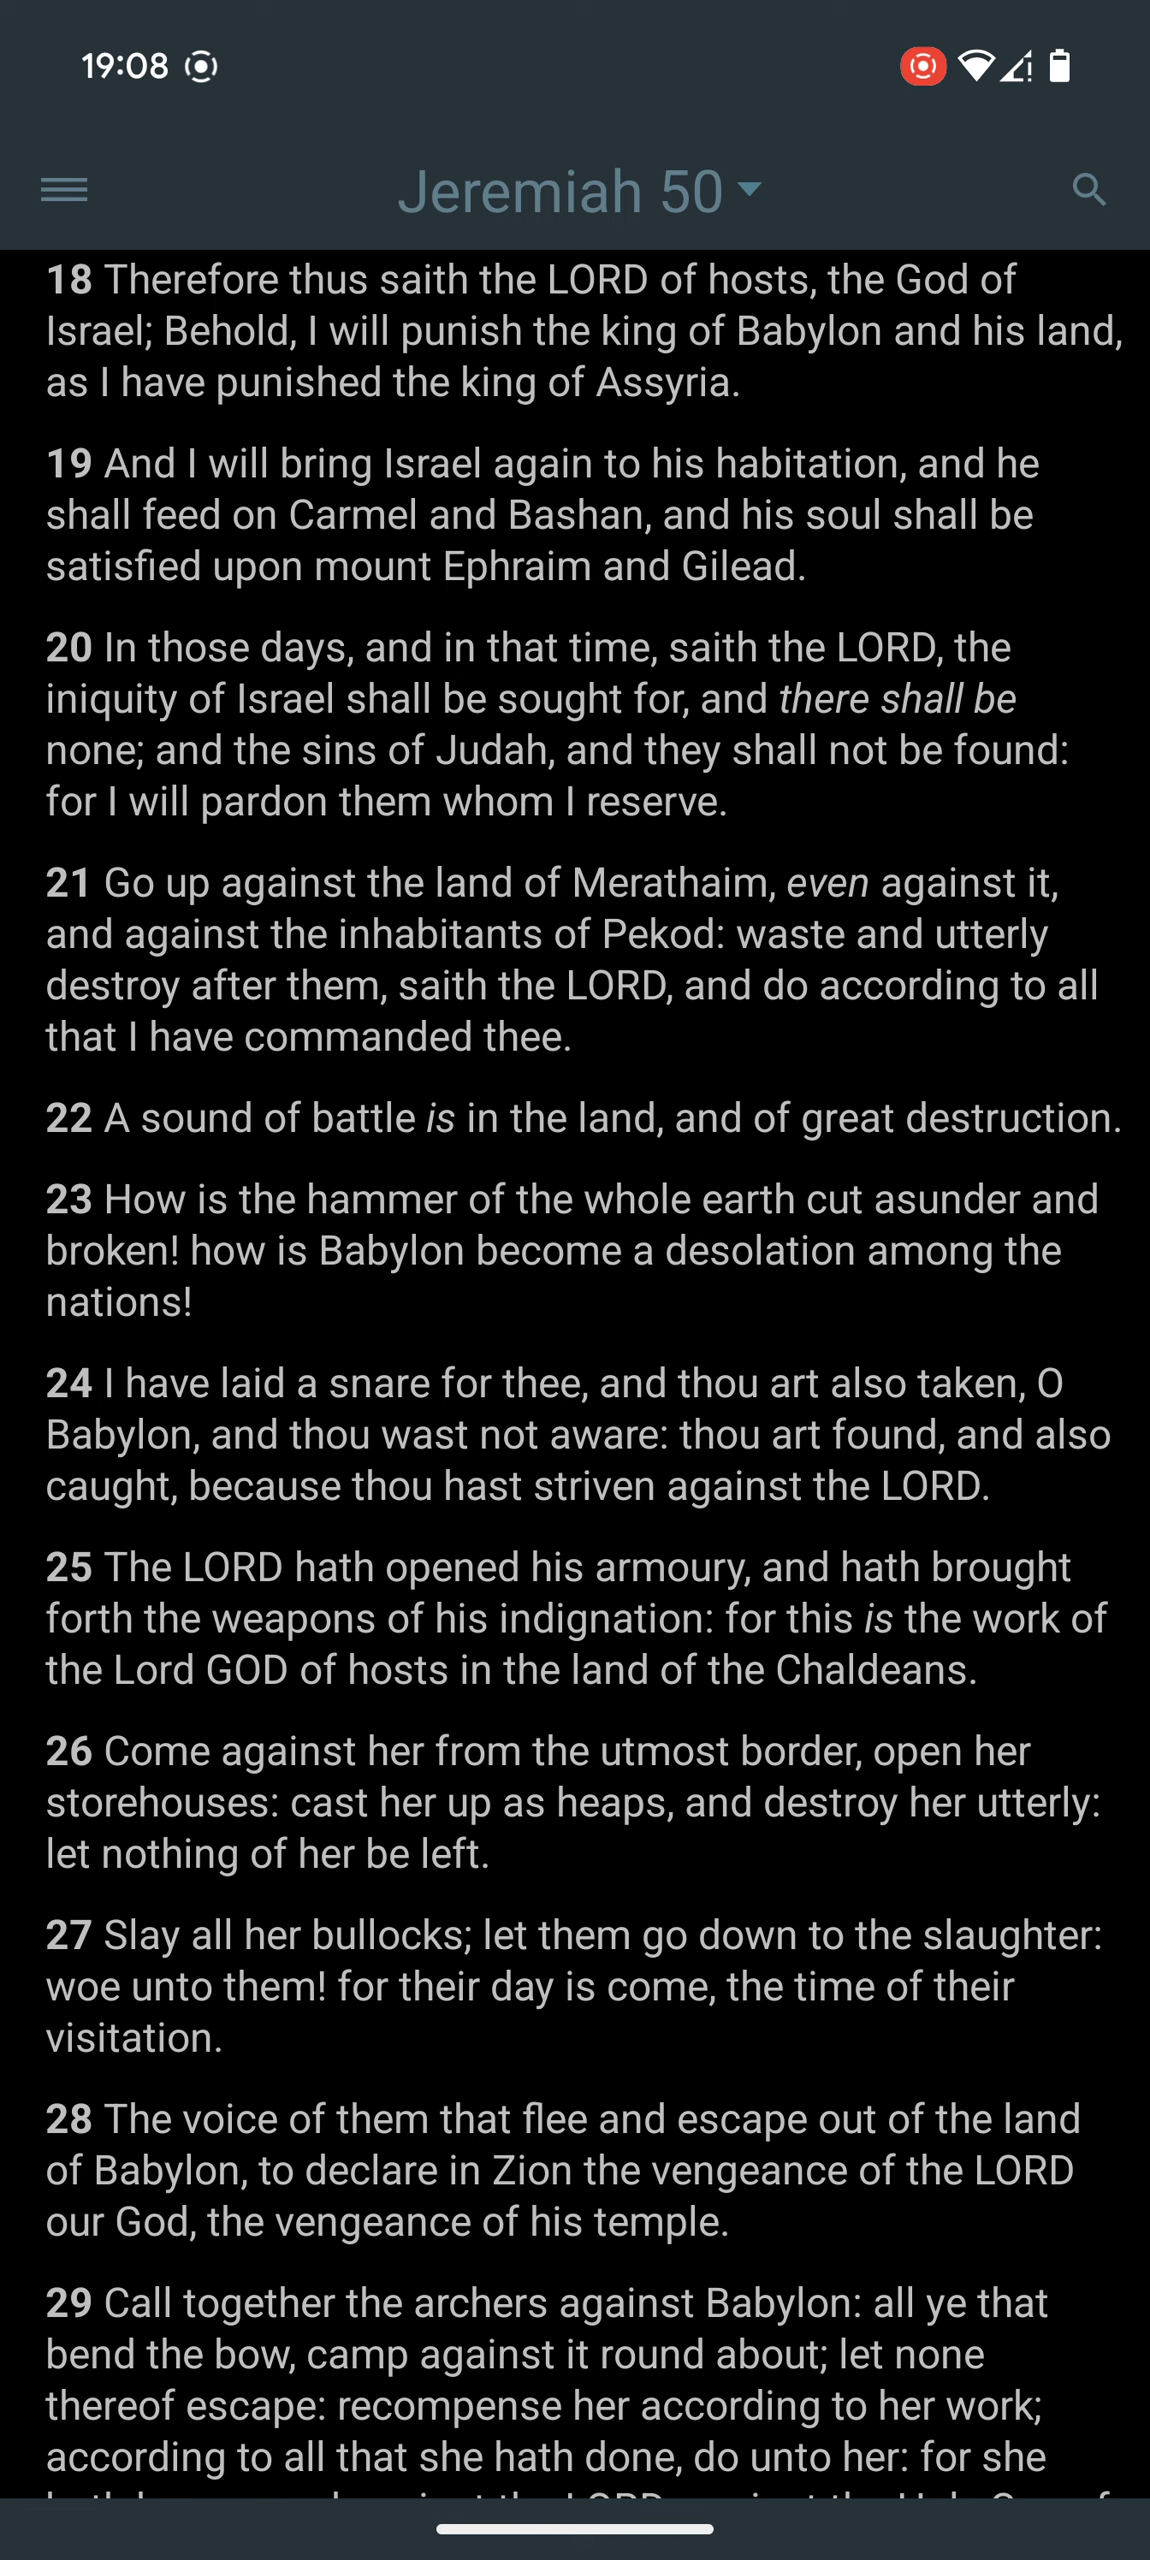 19:08
Jeremiah 50
18 Therefore thus saith the LORD of hosts, the God of
Israel; Behold, I will punish the king of Babylon and his land,
as I have punished the king of Assyria.
19 And I will bring Israel again to his habitation, and he
shall feed on Carmel and Bashan, and his soul shall be
satisfied upon mount Ephraim and Gilead.
20 In those days, and in that time, saith the LORD, the
iniquity of Israel shall be sought for, and there shall be
none; and the sins of Judah, and they shall not be found:
for I will pardon them whom I reserve.
21 Go up against the land of Merathaim, even against it,
and against the inhabitants of Pekod: waste and utterly
destroy after them, saith the LORD, and do according to all
that I have commanded thee.
22 A sound of battle is in the land, and of great destruction.
23 How is the hammer of the whole earth cut asunder and
broken! how is Babylon become a desolation among the
nations!
24 I have laid a snare for thee, and thou art also taken, O
Babylon, and thou wast not aware: thou art found, and also
caught, because thou hast striven against the LORD.
25 The LORD hath opened his armoury, and hath brought
forth the weapons of his indignation: for this is the work of
the Lord GOD of hosts in the land of the Chaldeans.
26 Come against her from the utmost border, open her
storehouses: cast her up as heaps, and destroy her utterly:
let nothing of her be left.
27 Slay all her bullocks; let them go down to the slaughter:
woe unto them! for their day is come, the time of their
visitation.
28 The voice of them that flee and escape out of the land
of Babylon, to declare in Zion the vengeance of the LORD
our God, the vengeance of his temple.
29 Call together the archers against Babylon: all ye that
bend the bow, camp against it round about; let none
thereof escape: recompense her according to her work;
according to all that she hath done, do unto her: for she